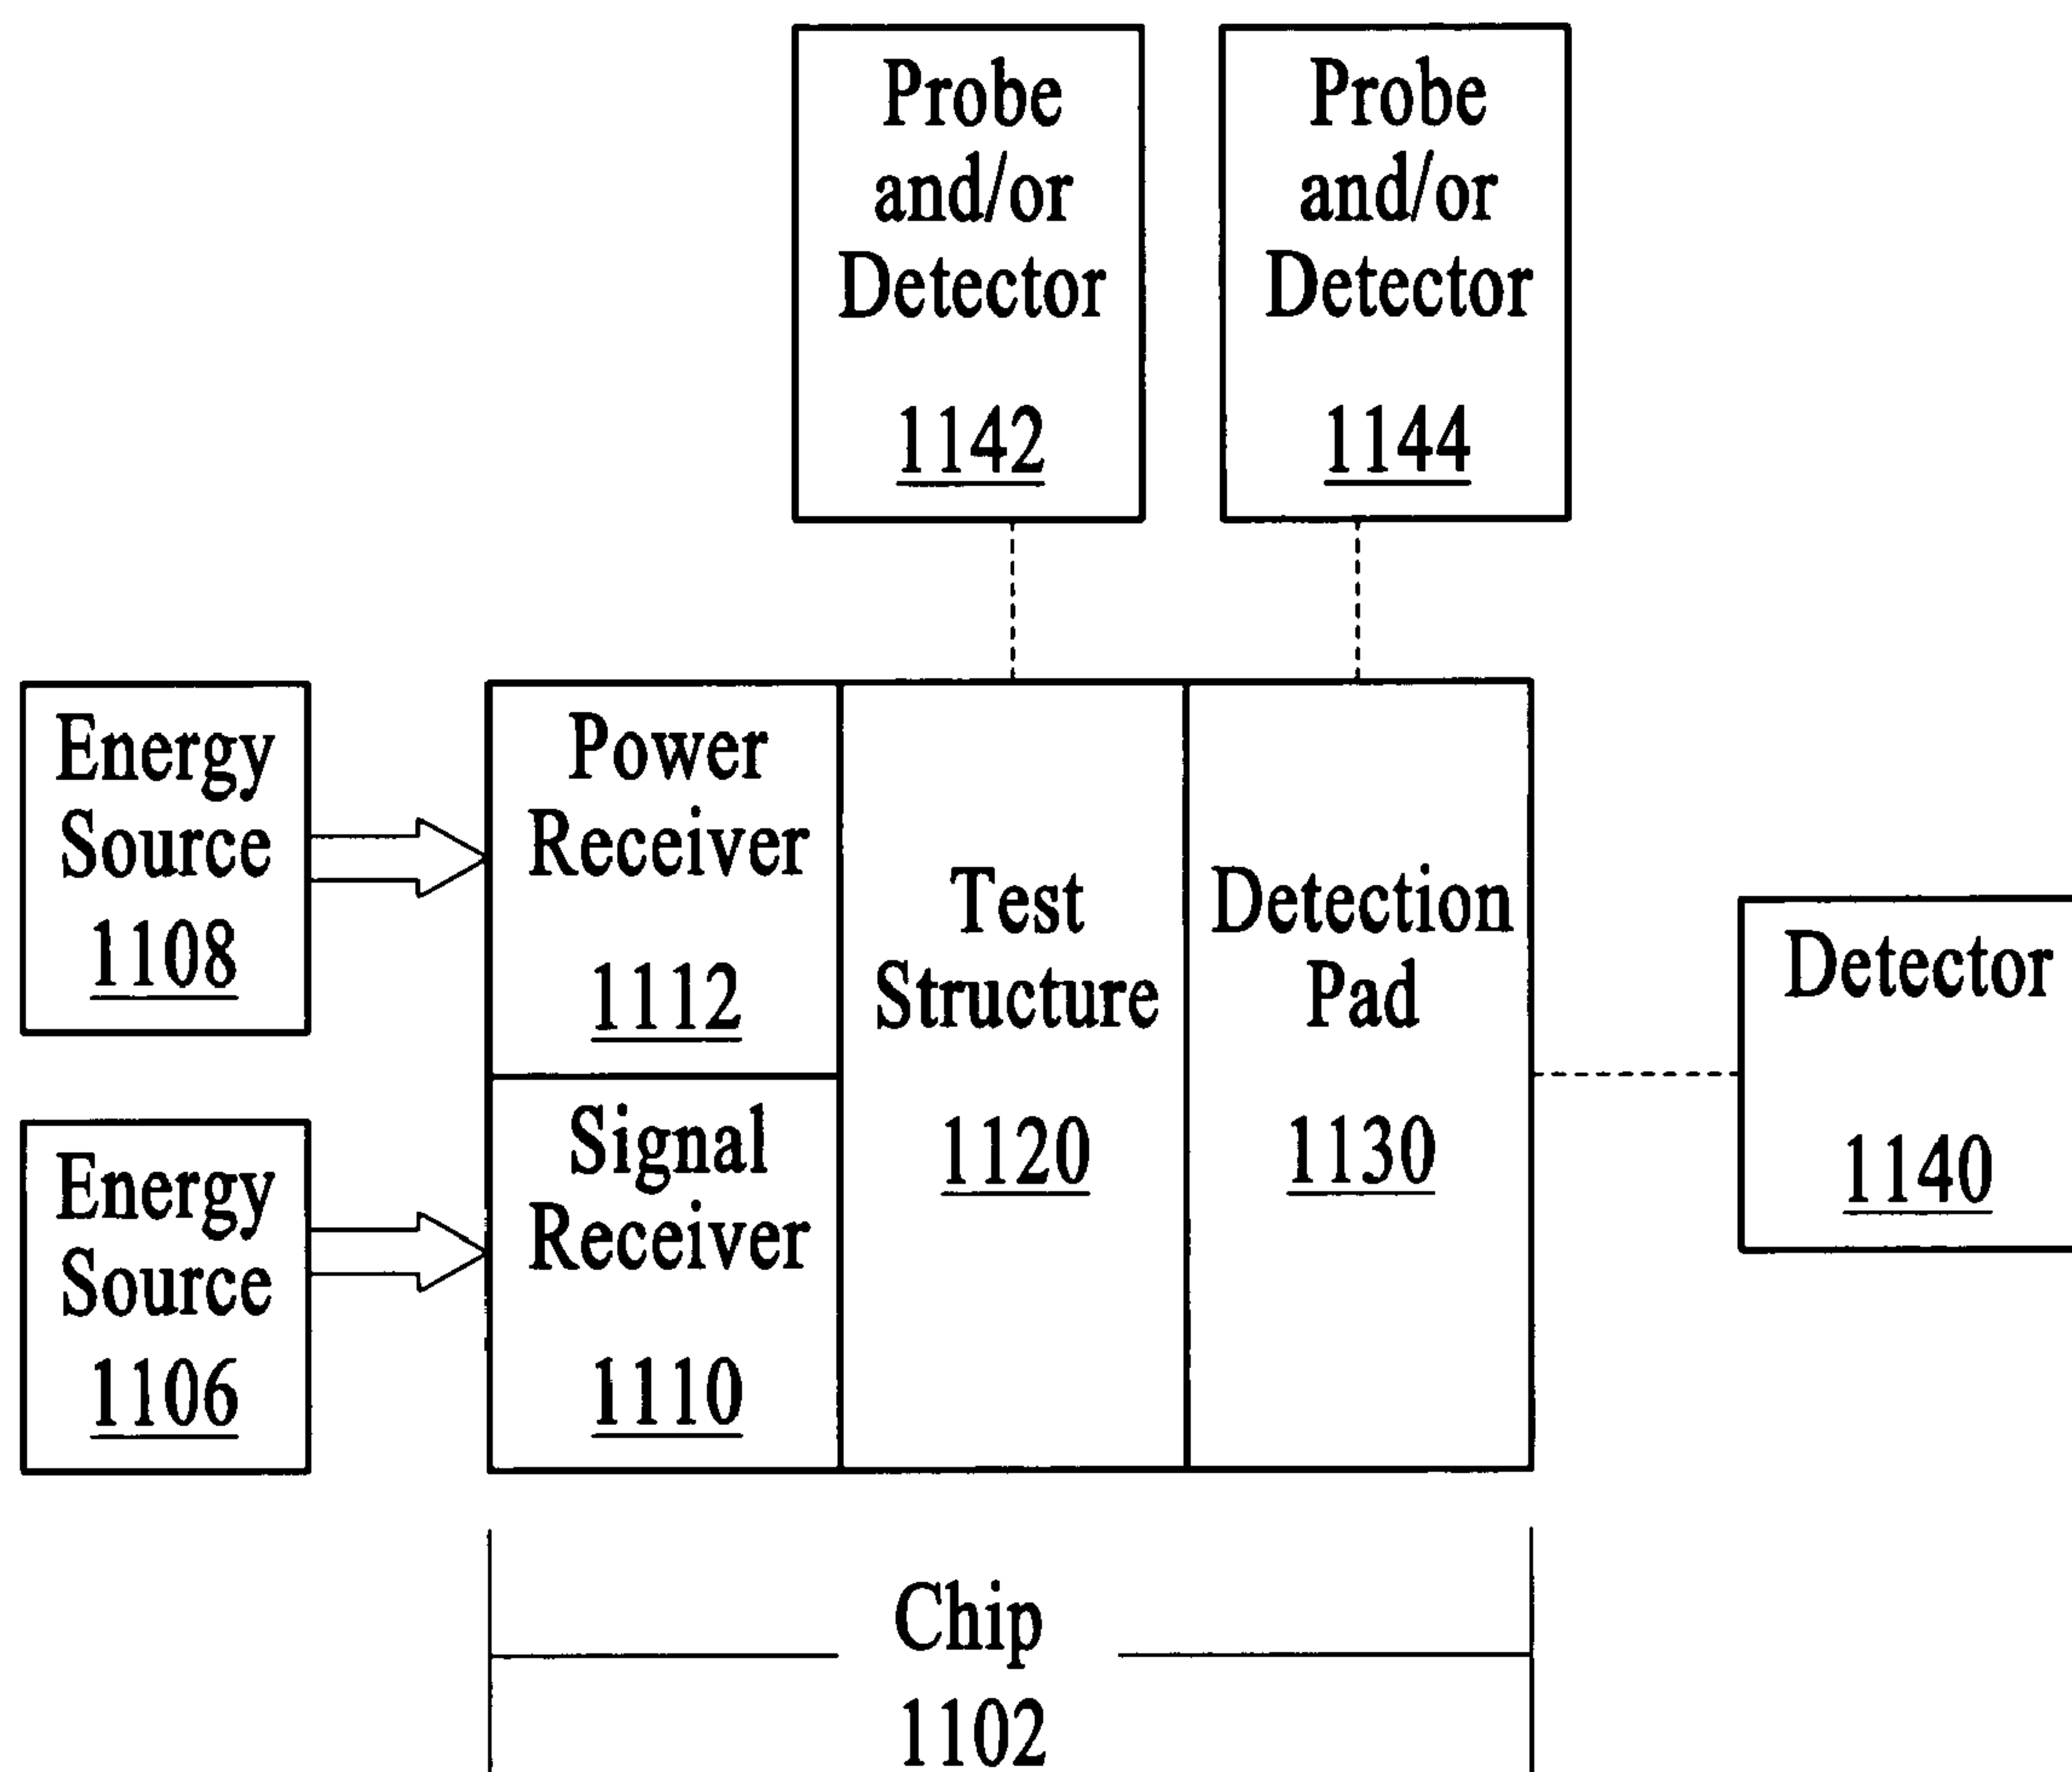 Probe
and/or
Detector
1142
Probe
and/or
Detector
1144
Energy
Source
1108
Power
Receiver
1112
Test
Structure
1120
Detection
Pad
1130
Detector
1140
Energy
Source
1106
Signal
Receiver
1110
Chip
1102